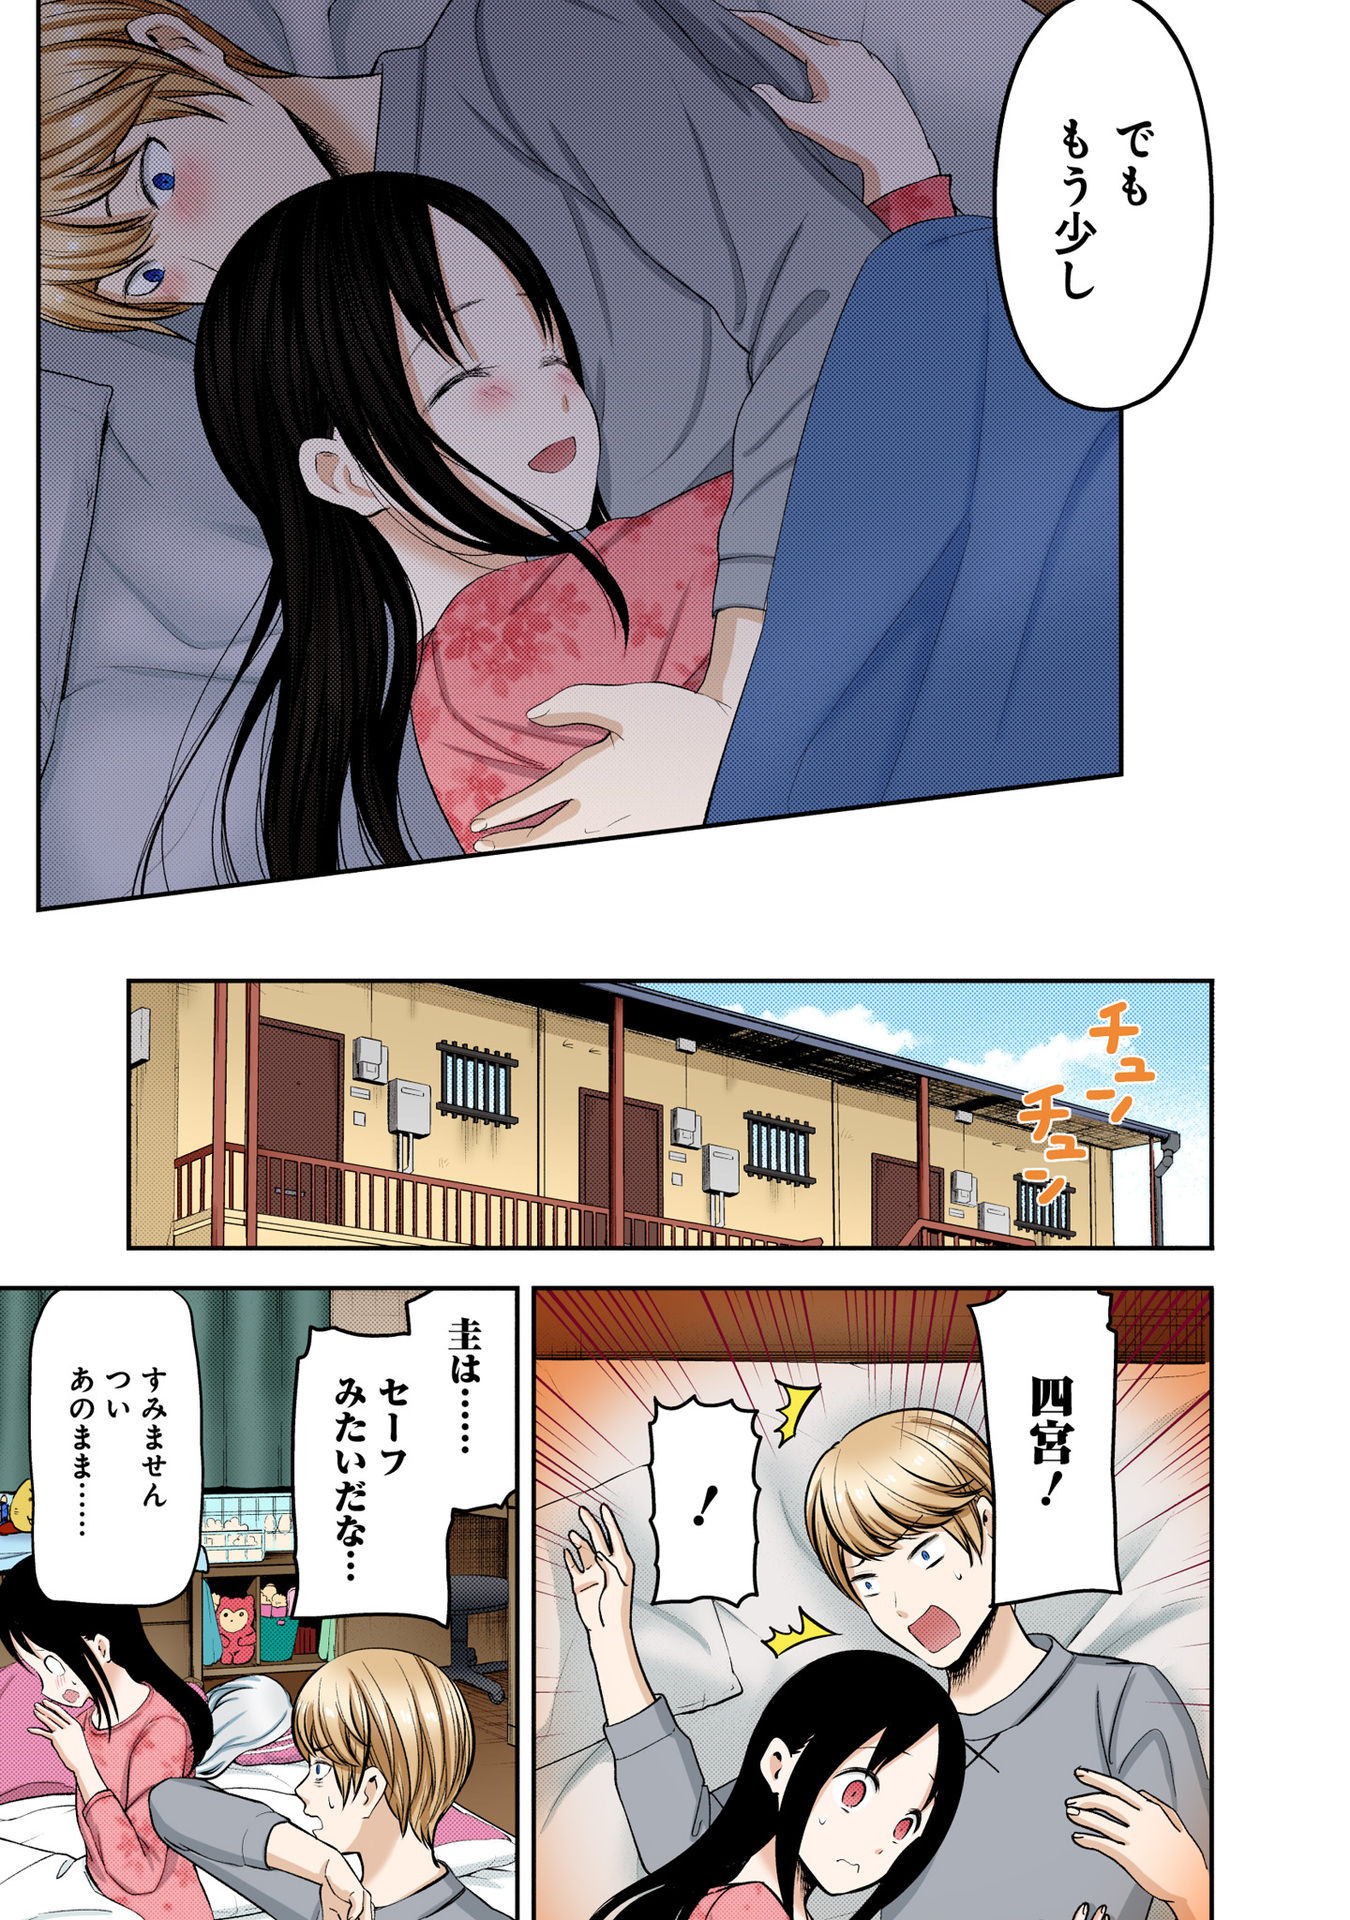 でも
もう少し
チュン
チュン
四宮！
！
圭は……
セーフ
みたいだな…
すみません
つい
あのまま……